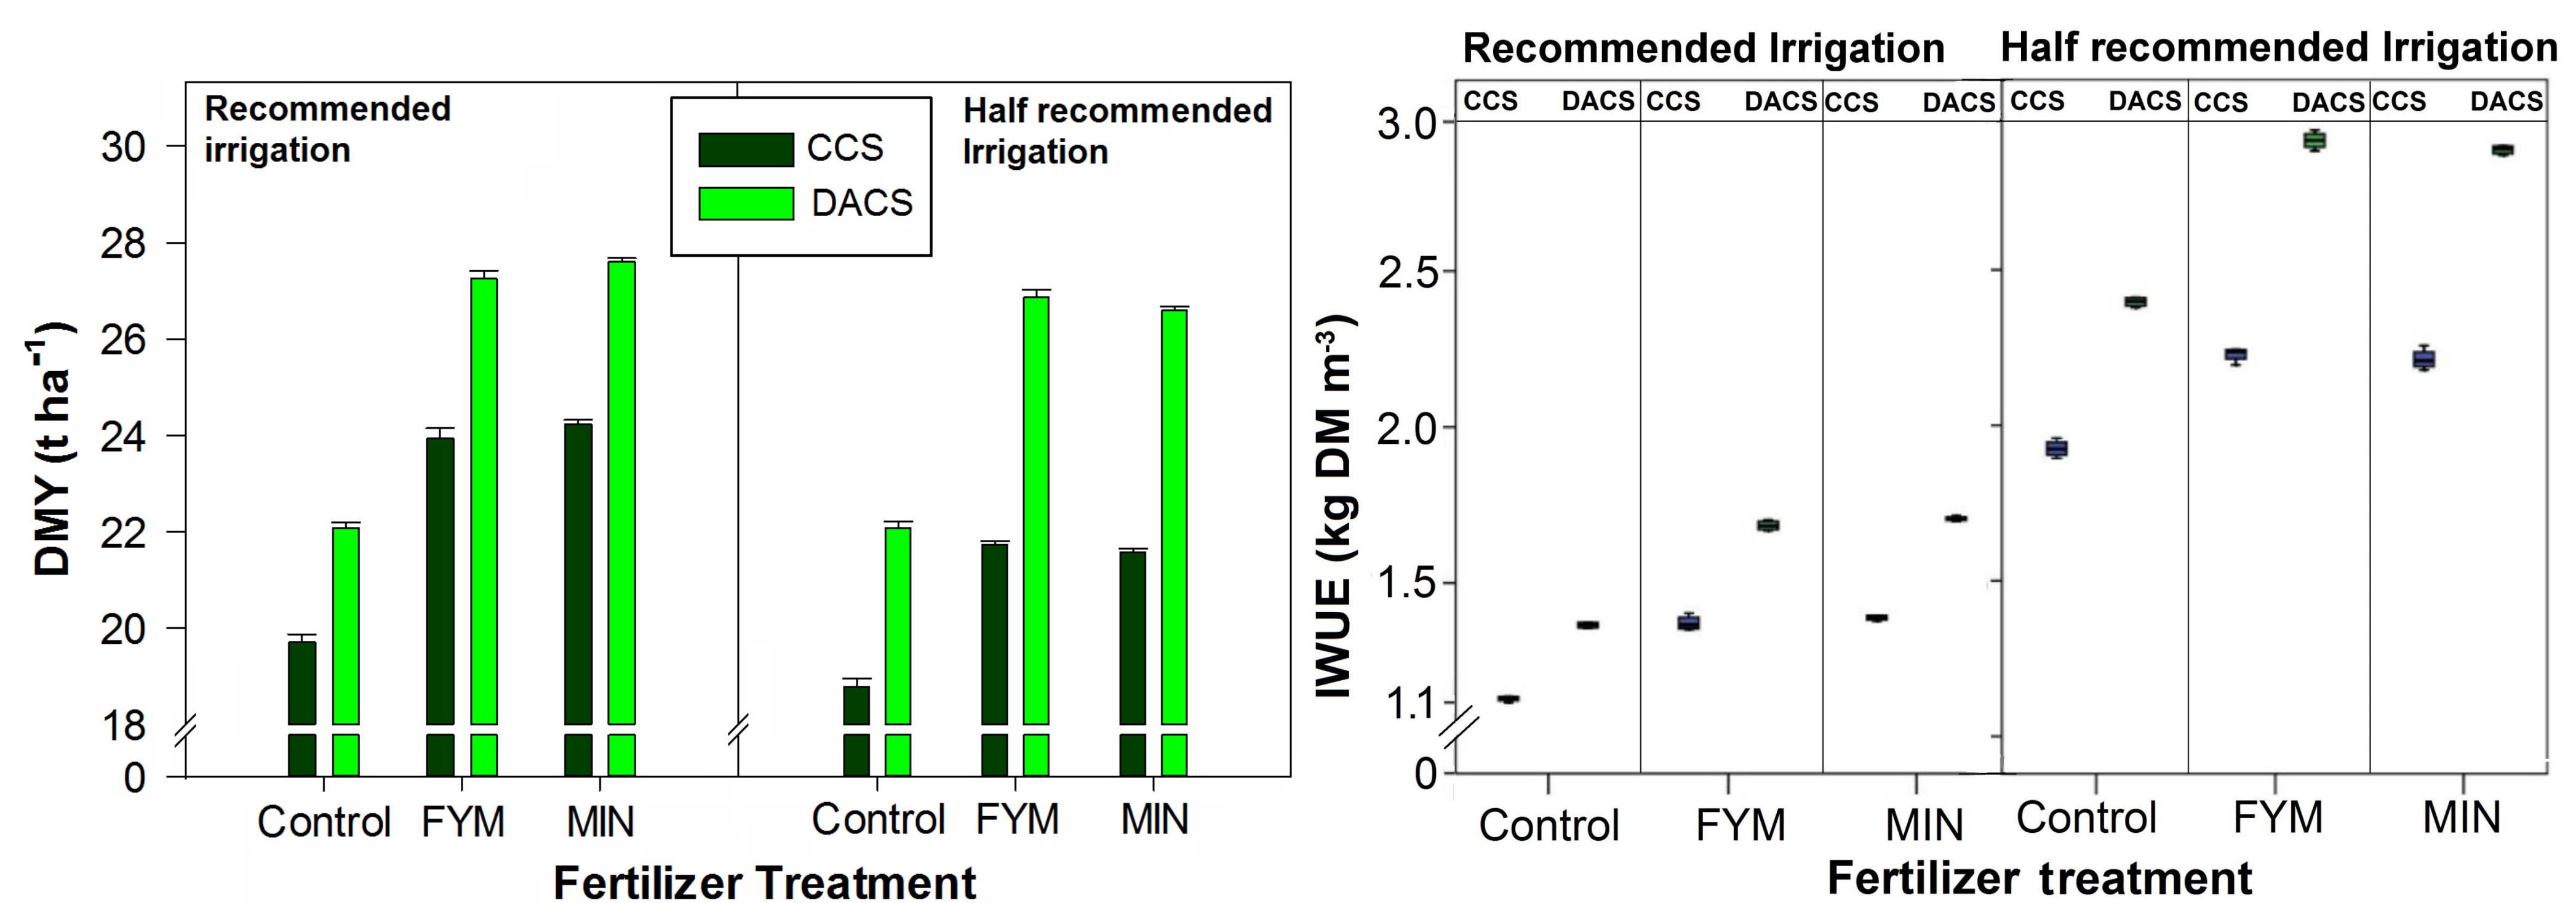 Recommended
irrigation
Half recommended
Irrigation
CCS
DACS
30
28
26
24
22
20
18
0
DMY (t ha-1)
Control FYM MIN Control FYM MIN
Fertilizer Treatment
Recommended Irrigation Half recommended Irrigation
CCS DACS CCS DACS CCS DACS CCS DACS CCS DACS CCS DACS
3.0
2.5
2.0
1.5
1.1
0
IWUE (kg DM m-3)
Control FYM MIN Control FYM MIN
Fertilizer treatment